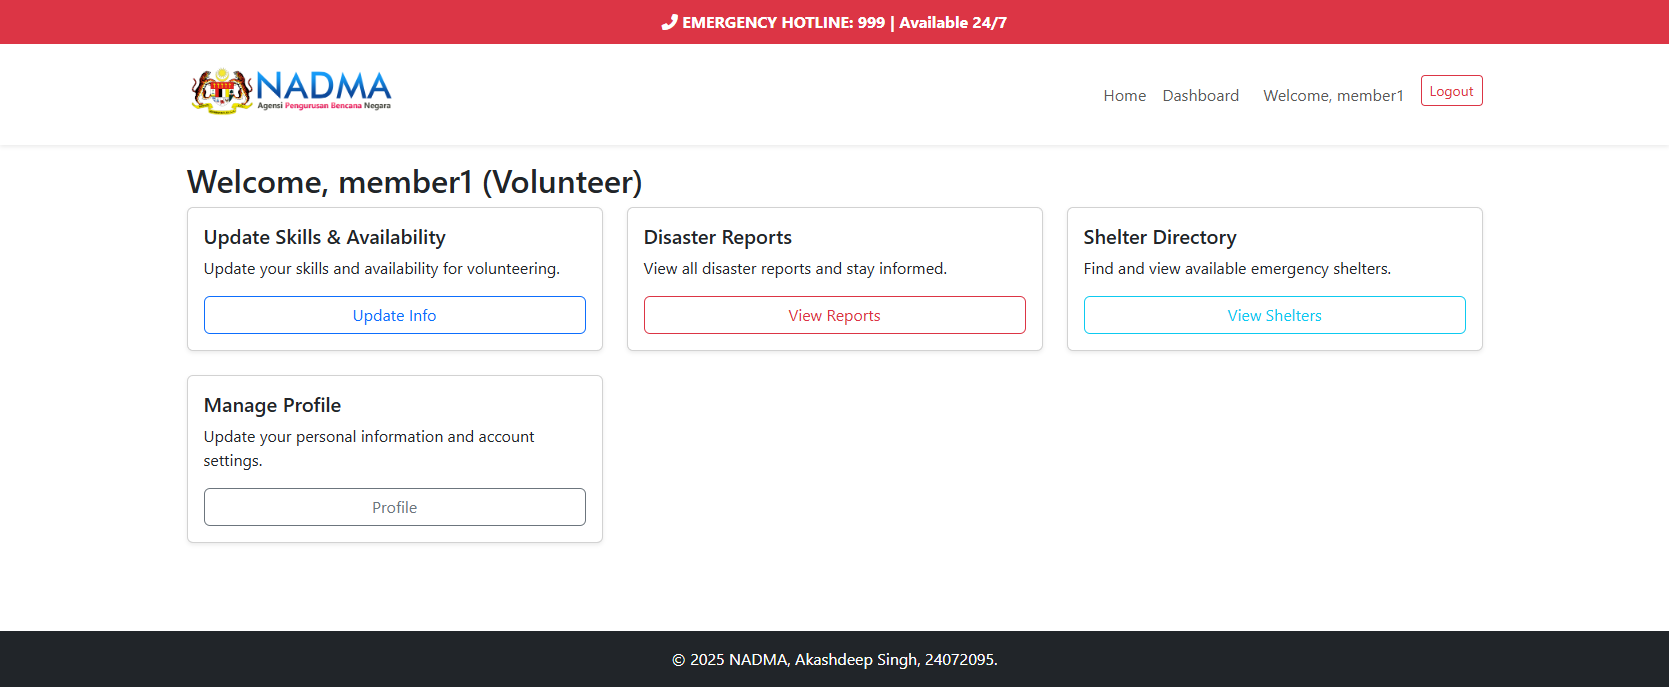 EMERGENCY HOTLINE: 999 | Available 24/7
NADMA
Agensi Pengurusan Bencana Negara
Home Dashboard Welcome, member1 Logout
Welcome, member1 (Volunteer)
Update Skills & Availability
Update your skills and availability for volunteering.
Update Info
Disaster Reports
View all disaster reports and stay informed.
View Reports
Shelter Directory
Find and view available emergency shelters.
View Shelters
Manage Profile
Update your personal information and account
settings.
Profile
© 2025 NADMA, Akashdeep Singh, 24072095.